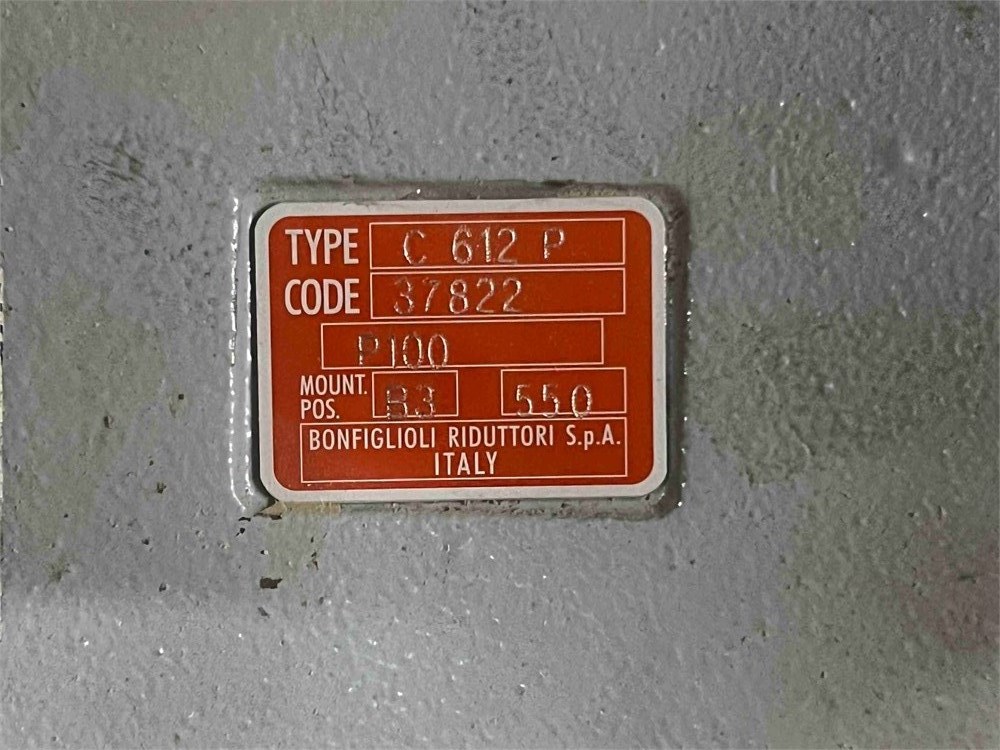 TYPE C 612 P
CODE 37822
P100
MOUNT. POS. B3 550
BONFIGLIOLI RIDUTTORI S.p.A.
ITALY